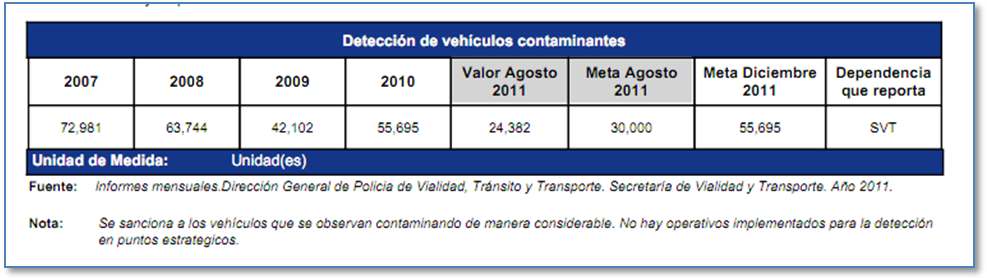 Detección de vehículos contaminantes
2007 2008 2009 2010 Valor Agosto 2011 Meta Agosto 2011 Meta Diciembre 2011 Dependencia que reporta
72,981 63,744 42,102 55,695 24,382 30,000 55,695 SVT
Unidad de Medida: Unidad(es)
Fuente: Informes mensuales.Dirección General de Policia de Vialidad, Tránsito y Transporte. Secretaría de Vialidad y Transporte. Año 2011.
Nota: Se sanciona a los vehículos que se observan contaminando de manera considerable. No hay operativos implementados para la detección
en puntos estrategicos.